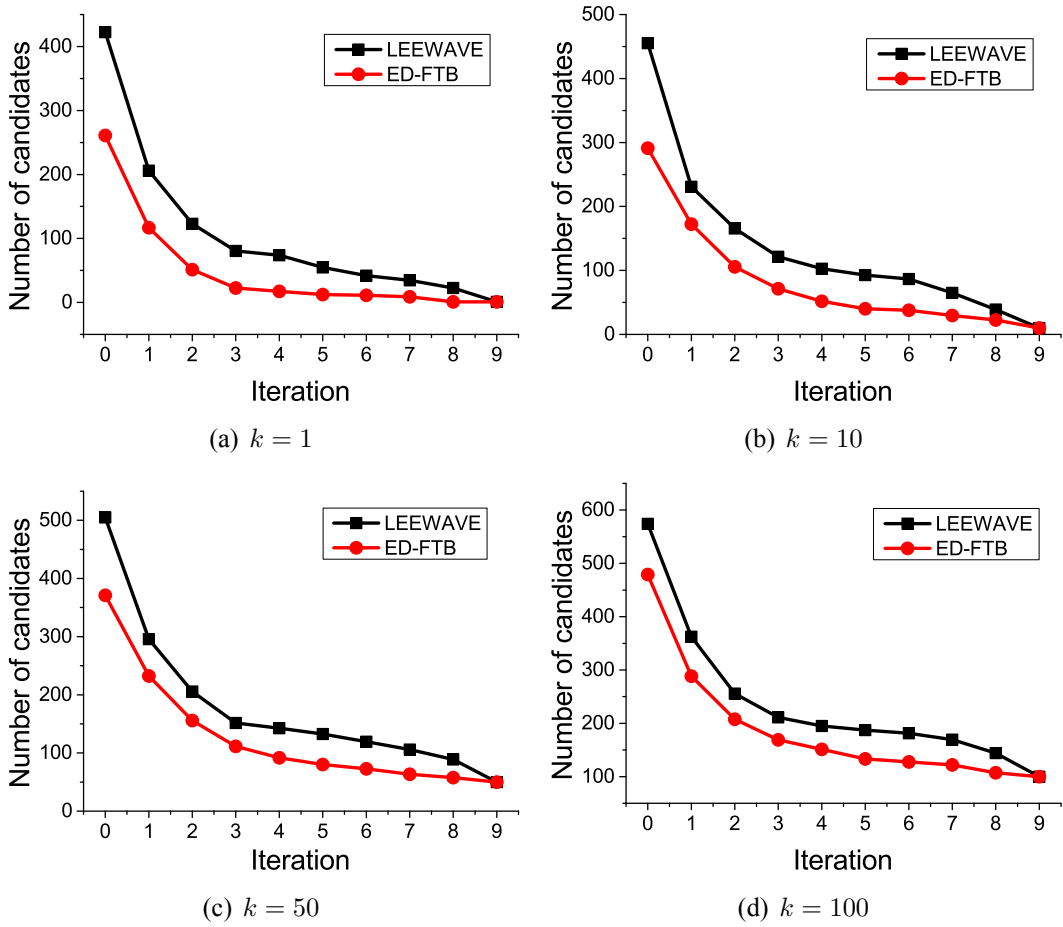 Number of candidates
400
300
200
100
0
LEEWAVE
ED-FTB
0 1 2 3 4 5 6 7 8 9
Iteration
(a) k = 1
Number of candidates
500
400
300
200
100
0
LEEWAVE
ED-FTB
0 1 2 3 4 5 6 7 8 9
Iteration
(b) k = 10
Number of candidates
500
400
300
200
100
0
LEEWAVE
ED-FTB
0 1 2 3 4 5 6 7 8 9
Iteration
(c) k = 50
Number of candidates
600
500
400
300
200
100
LEEWAVE
ED-FTB
0 1 2 3 4 5 6 7 8 9
Iteration
(d) k = 100